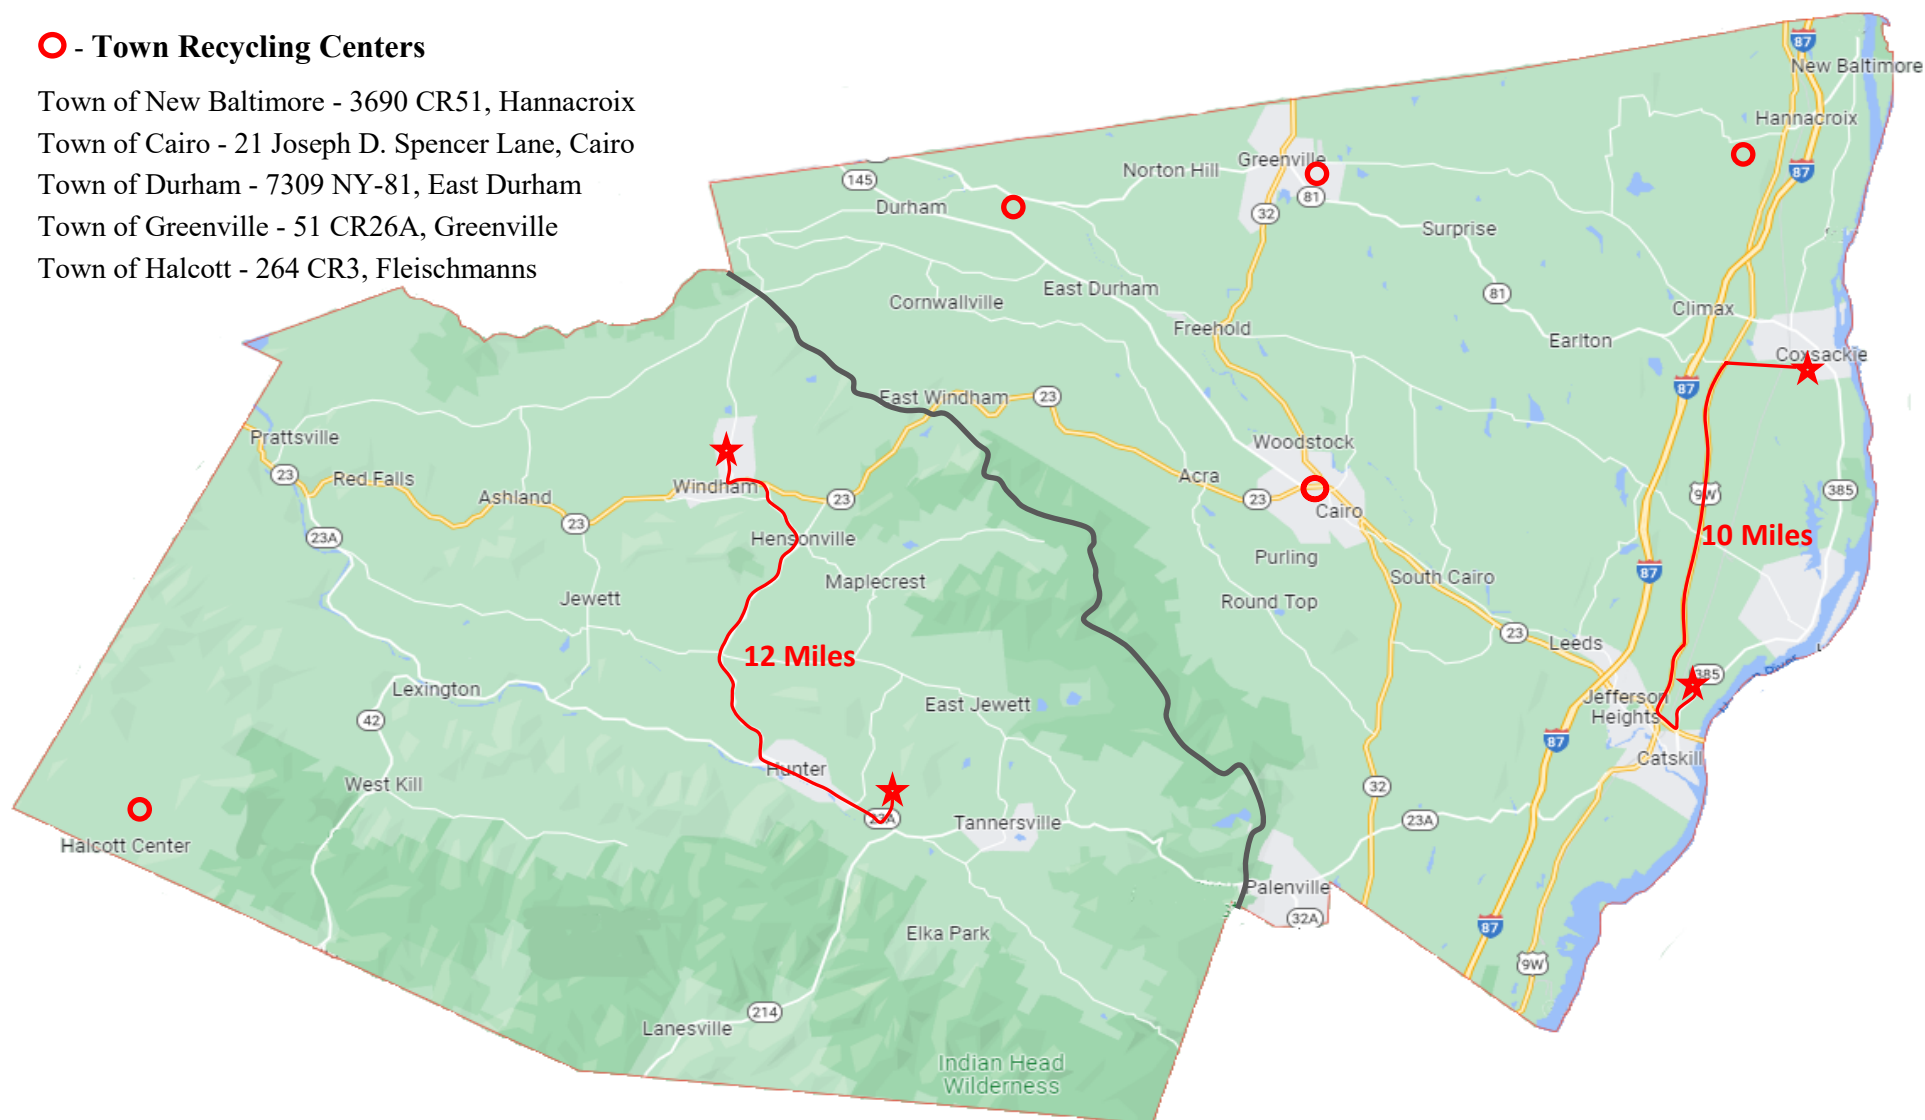 - Town Recycling Centers
Town of New Baltimore - 3690 CR51, Hannacroix
Town of Cairo - 21 Joseph D. Spencer Lane, Cairo
Town of Durham - 7309 NY-81, East Durham
Town of Greenville - 51 CR26A, Greenville
Town of Halcott - 264 CR3, Fleischmanns
87
New Baltimore
Hannacroix
87
Greenville
Norton Hill
145
Durham
81
32
Surprise
East Durham
81
Cornwallville
Climax
Freehold
Earlton
Coxsackie
87
East Windham
23
Prattsville
Woodstock
23
Red Falls
Acra
Windham
Ashland
23
23
9W
385
Cairo
23
23A
Hensonville
10 Miles
Purling
87
Maplecrest
South Cairo
Jewett
Round Top
23
Leeds
12 Miles
River
385
Lexington
Jefferson
Heights
East Jewett
42
87
Catskill
Hunter
West Kill
32
23A
23A
Tannersville
Halcott Center
Palenville
32A
87
Elka Park
9W
214
Lanesville
Indian Head
Wilderness